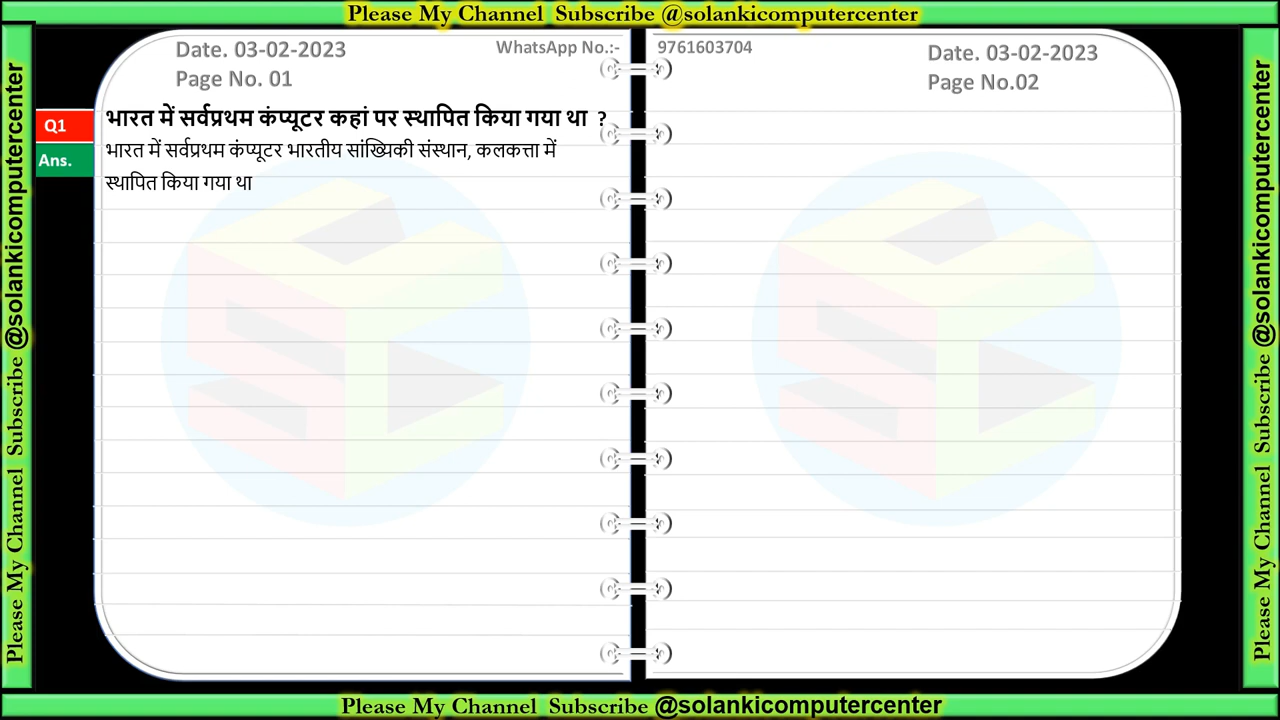 Please My Channel Subscribe @solankicomputercenter
Please My Channel Subscribe @solankicomputercenter
Date. 03-02-2023
Page No. 01
WhatsApp No.:-
Q1
भारत में सर्वप्रथम कंप्यूटर कहां पर स्थापित किया गया था ?
Ans.
भारत में सर्वप्रथम कंप्यूटर भारतीय सांख्यिकी संस्थान, कलकत्ता में
स्थापित किया गया था
9761603704
Date. 03-02-2023
Page No.02
Please My Channel Subscribe @solankicomputercenter
Please My Channel Subscribe @solankicomputercenter